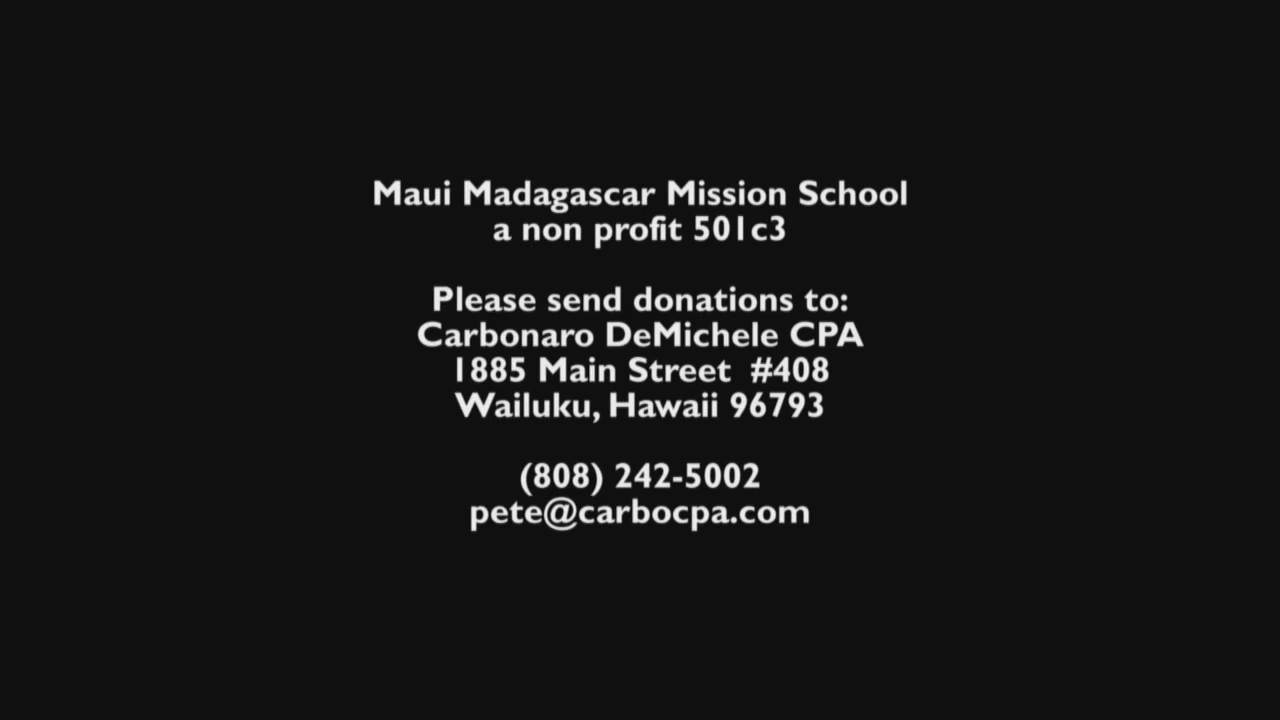 Maui Madagascar Mission School
a non profit 501c3
Please send donations to:
Carbonaro DeMichele CPA
1885 Main Street #408
Wailuku, Hawaii 96793
(808) 242-5002
pete@carbocpa.com